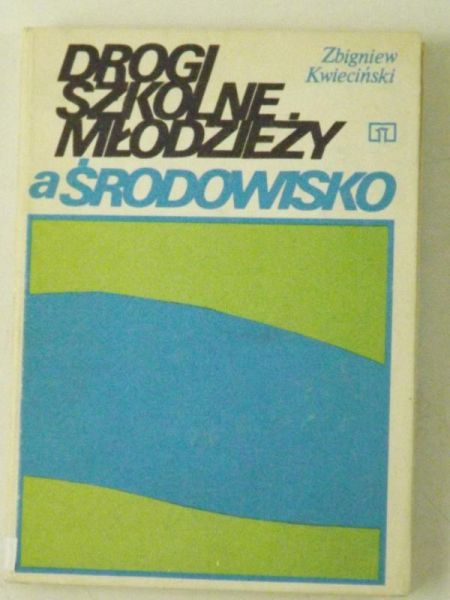 DROGI
SZKOLNE
MŁODZIEŻY
a ŚRODOWISKO
Zbigniew
Kwieciński